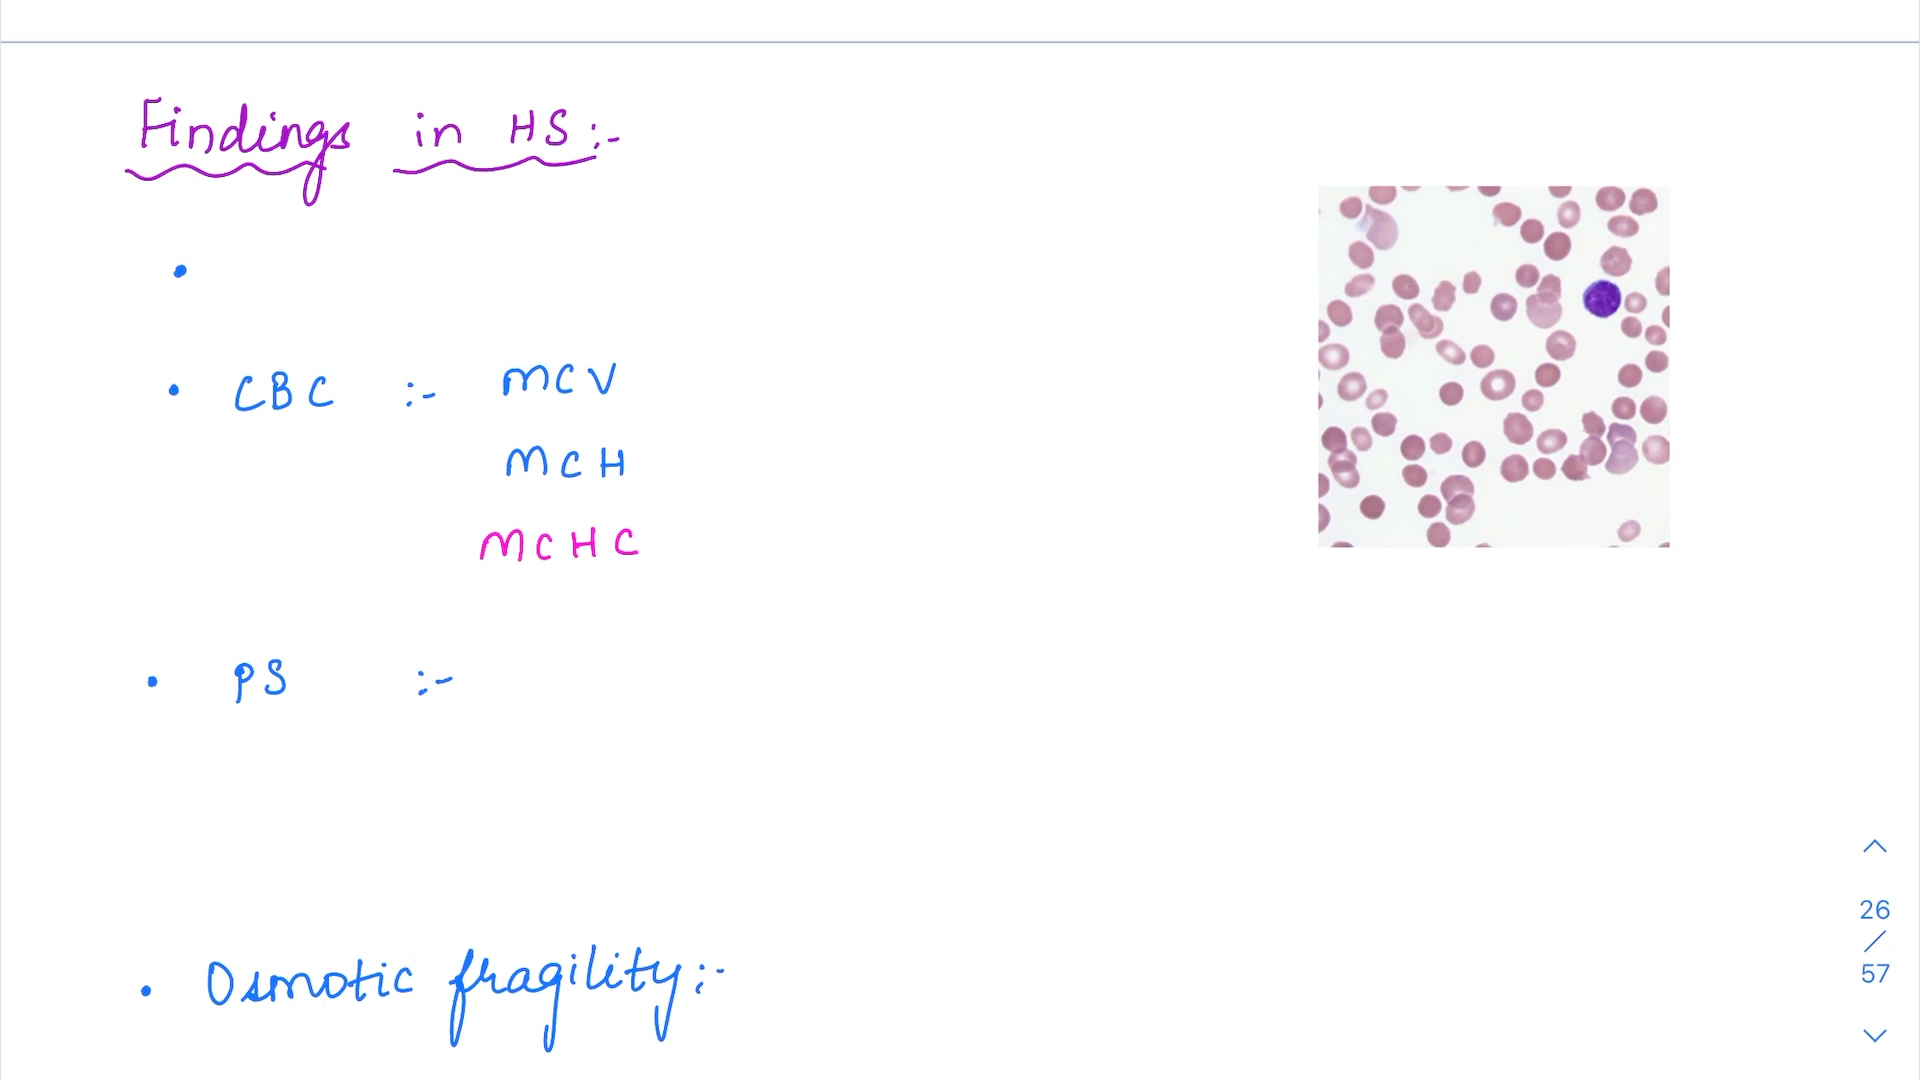 Findings in HS:-
•
• CBC :- MCV
MCH
MCHC
• PS :-
• Osmotic fragility:-
26
/
57